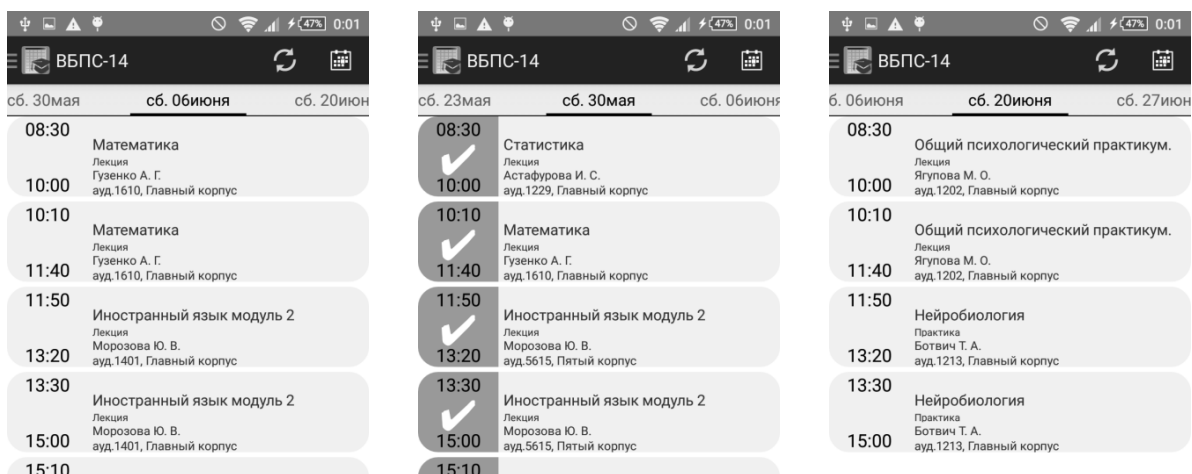 47% 0:01
ВБПС-14
сб. 30мая сб. 06июня сб. 20июн
08:30
Математика
Лекция
Гузенко А. Г.
10:00 ауд.1610, Главный корпус
10:10
Математика
Лекция
Гузенко А. Г.
11:40 ауд.1610, Главный корпус
11:50
Иностранный язык модуль 2
Лекция
Морозова Ю. В.
13:20 ауд.1401, Главный корпус
13:30
Иностранный язык модуль 2
Лекция
Морозова Ю. В.
15:00 ауд.1401, Главный корпус
15:10
47% 0:01
ВБПС-14
сб. 23мая сб. 30мая сб. 06июня
08:30
Статистика
Лекция
Астафурова И. С.
10:00 ауд.1229, Главный корпус
10:10
Математика
Лекция
Гузенко А. Г.
11:40 ауд.1610, Главный корпус
11:50
Иностранный язык модуль 2
Лекция
Морозова Ю. В.
13:20 ауд.5615, Пятый корпус
13:30
Иностранный язык модуль 2
Лекция
Морозова Ю. В.
15:00 ауд.5615, Пятый корпус
15:10
47% 0:01
ВБПС-14
б. 06июня сб. 20июня сб. 27июн
08:30
Общий психологический практикум.
Лекция
Ягупова М. О.
10:00 ауд.1202, Главный корпус
10:10
Общий психологический практикум.
Лекция
Ягупова М. О.
11:40 ауд.1202, Главный корпус
11:50
Нейробиология
Практика
Ботвич Т. А.
13:20 ауд.1213, Главный корпус
13:30
Нейробиология
Практика
Ботвич Т. А.
15:00 ауд.1213, Главный корпус